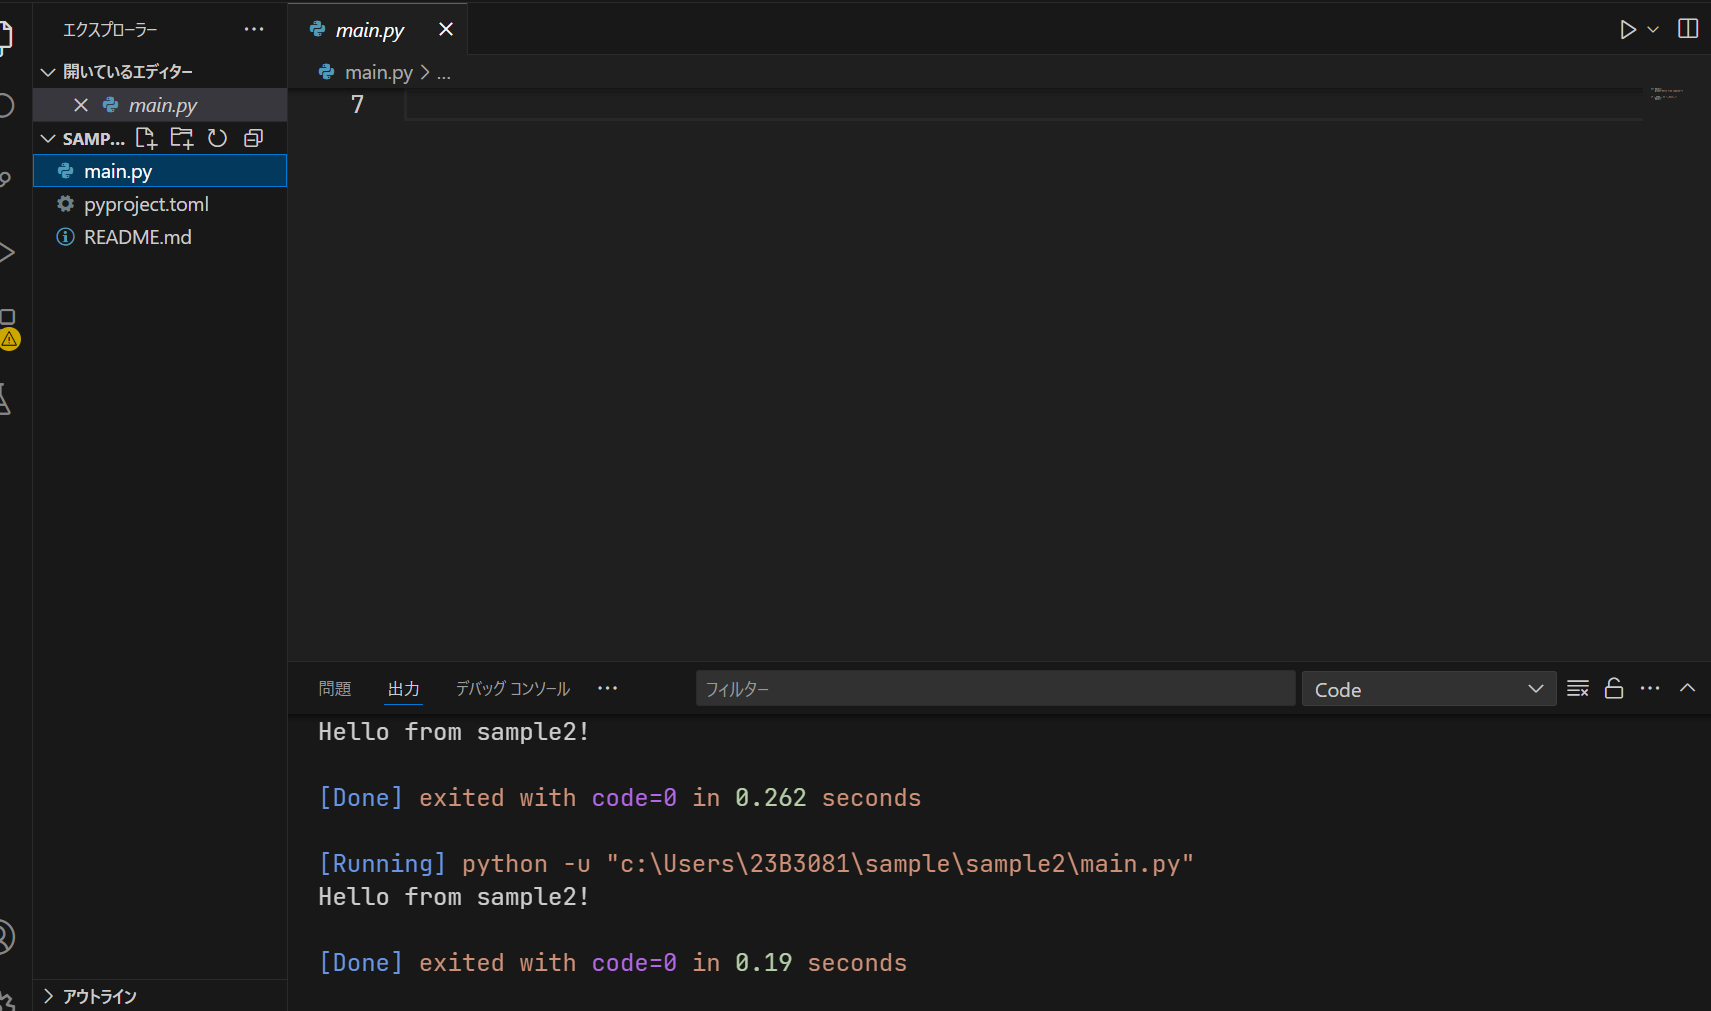 エクスプローラー
開いているエディター
main.py
SAMP...
main.py
pyproject.toml
README.md
アウトライン
main.py
main.py > ...
7
問題 出力 デバッグ コンソール
フィルター
Code
Hello from sample2!
[Done] exited with code=0 in 0.262 seconds
[Running] python -u "c:\Users\23B3081\sample\sample2\main.py"
Hello from sample2!
[Done] exited with code=0 in 0.19 seconds